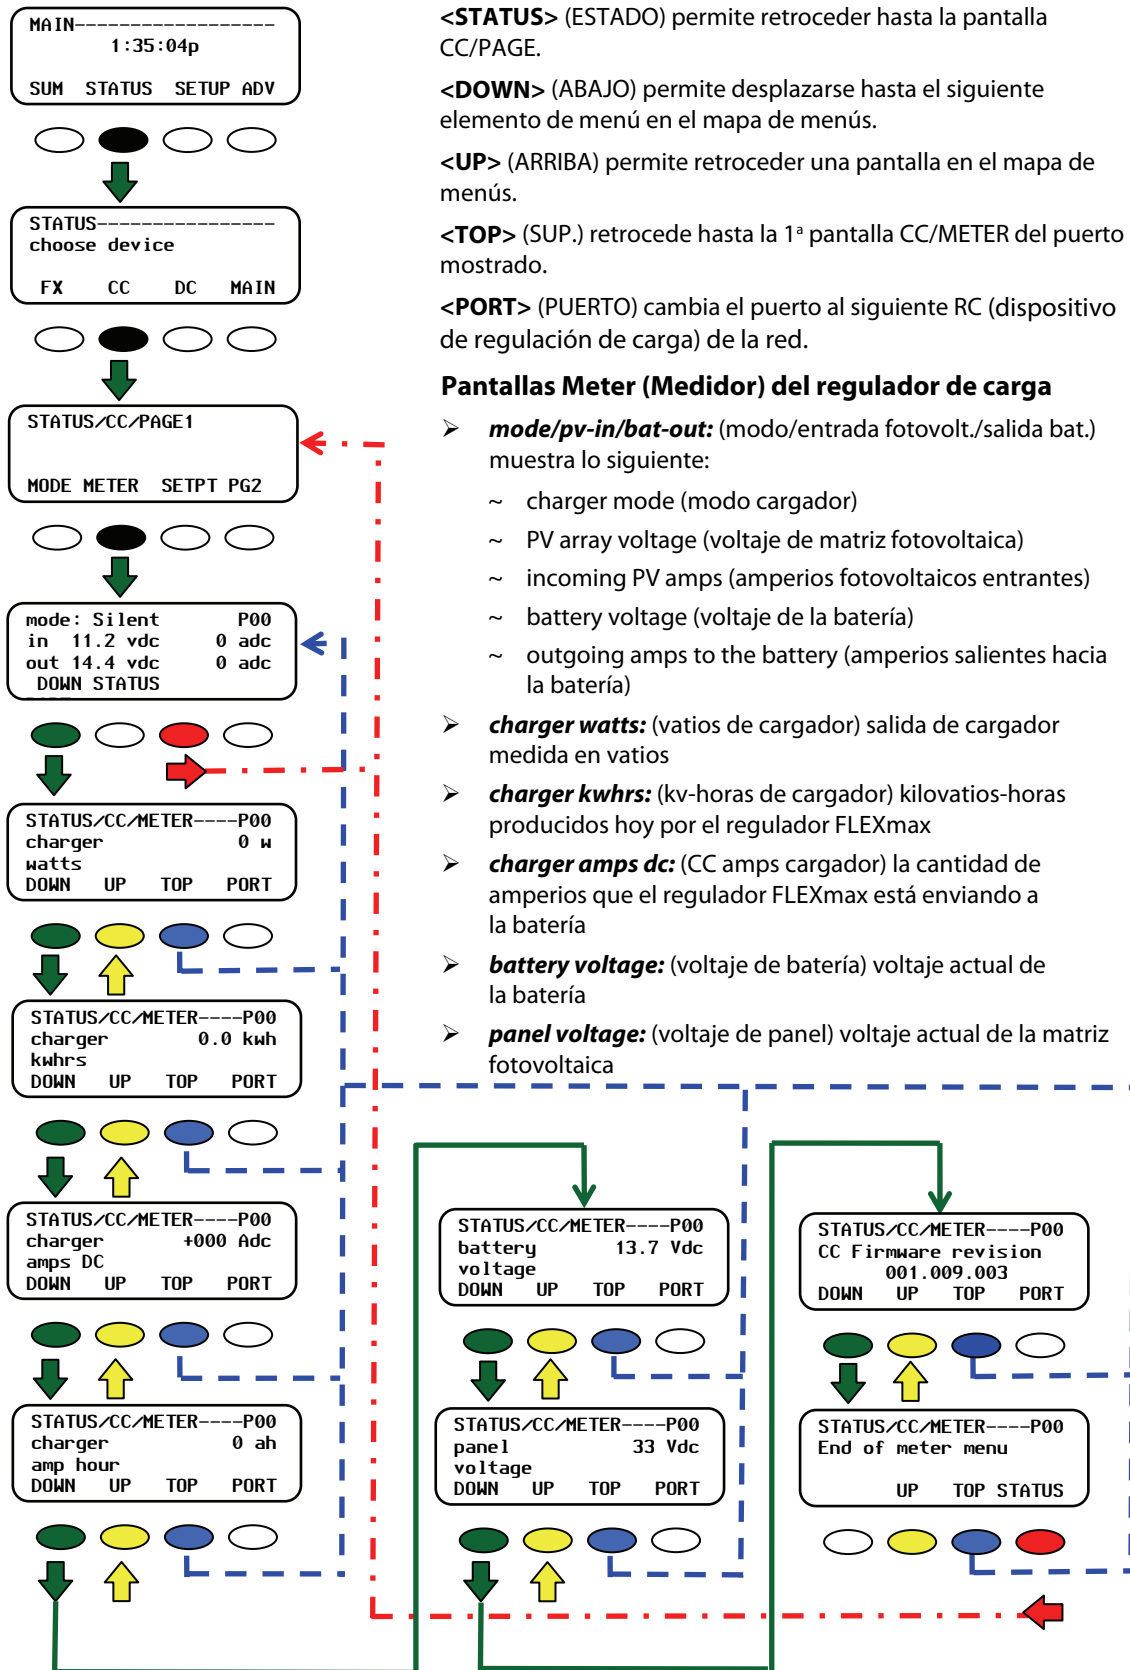 MAIN------------------
1:35:04p
SUM STATUS SETUP ADV
STATUS----------------
choose device
FX CC DC MAIN
STATUS/CC/PAGE1
MODE METER SETPT PG2
mode: Silent P00
in 11.2 vdc 0 adc
out 14.4 vdc 0 adc
DOWN STATUS
STATUS/CC/METER----P00
charger 0 w
watts
DOWN UP TOP PORT
STATUS/CC/METER----P00
charger 0.0 kwh
kwhrs
DOWN UP TOP PORT
STATUS/CC/METER----P00
charger +000 Adc
amps DC
DOWN UP TOP PORT
STATUS/CC/METER----P00
charger 0 ah
amp hour
DOWN UP TOP PORT
<STATUS> (ESTADO) permite retroceder hasta la pantalla
CC/PAGE.
<DOWN> (ABAJO) permite desplazarse hasta el siguiente
elemento de menú en el mapa de menús.
<UP> (ARRIBA) permite retroceder una pantalla en el mapa de
menús.
<TOP> (SUP.) retrocede hasta la 1ª pantalla CC/METER del puerto
mostrado.
<PORT> (PUERTO) cambia el puerto al siguiente RC (dispositivo
de regulación de carga) de la red.
Pantallas Meter (Medidor) del regulador de carga
➢ mode/pv-in/bat-out: (modo/entrada fotovolt./salida bat.)
muestra lo siguiente:
~ charger mode (modo cargador)
~ PV array voltage (voltaje de matriz fotovoltaica)
~ incoming PV amps (amperios fotovoltaicos entrantes)
~ battery voltage (voltaje de la batería)
~ outgoing amps to the battery (amperios salientes hacia
la batería)
➢ charger watts: (vatios de cargador) salida de cargador
medida en vatios
➢ charger kwhrs: (kv-horas de cargador) kilovatios-horas
producidos hoy por el regulador FLEXmax
➢ charger amps dc: (CC amps cargador) la cantidad de
amperios que el regulador FLEXmax está enviando a
la batería
➢ battery voltage: (voltaje de batería) voltaje actual de
la batería
➢ panel voltage: (voltaje de panel) voltaje actual de la matriz
fotovoltaica
STATUS/CC/METER----P00
battery 13.7 Vdc
voltage
DOWN UP TOP PORT
STATUS/CC/METER----P00
panel 33 Vdc
voltage
DOWN UP TOP PORT
STATUS/CC/METER----P00
CC Firmware revision
001.009.003
DOWN UP TOP PORT
STATUS/CC/METER----P00
End of meter menu
UP TOP STATUS